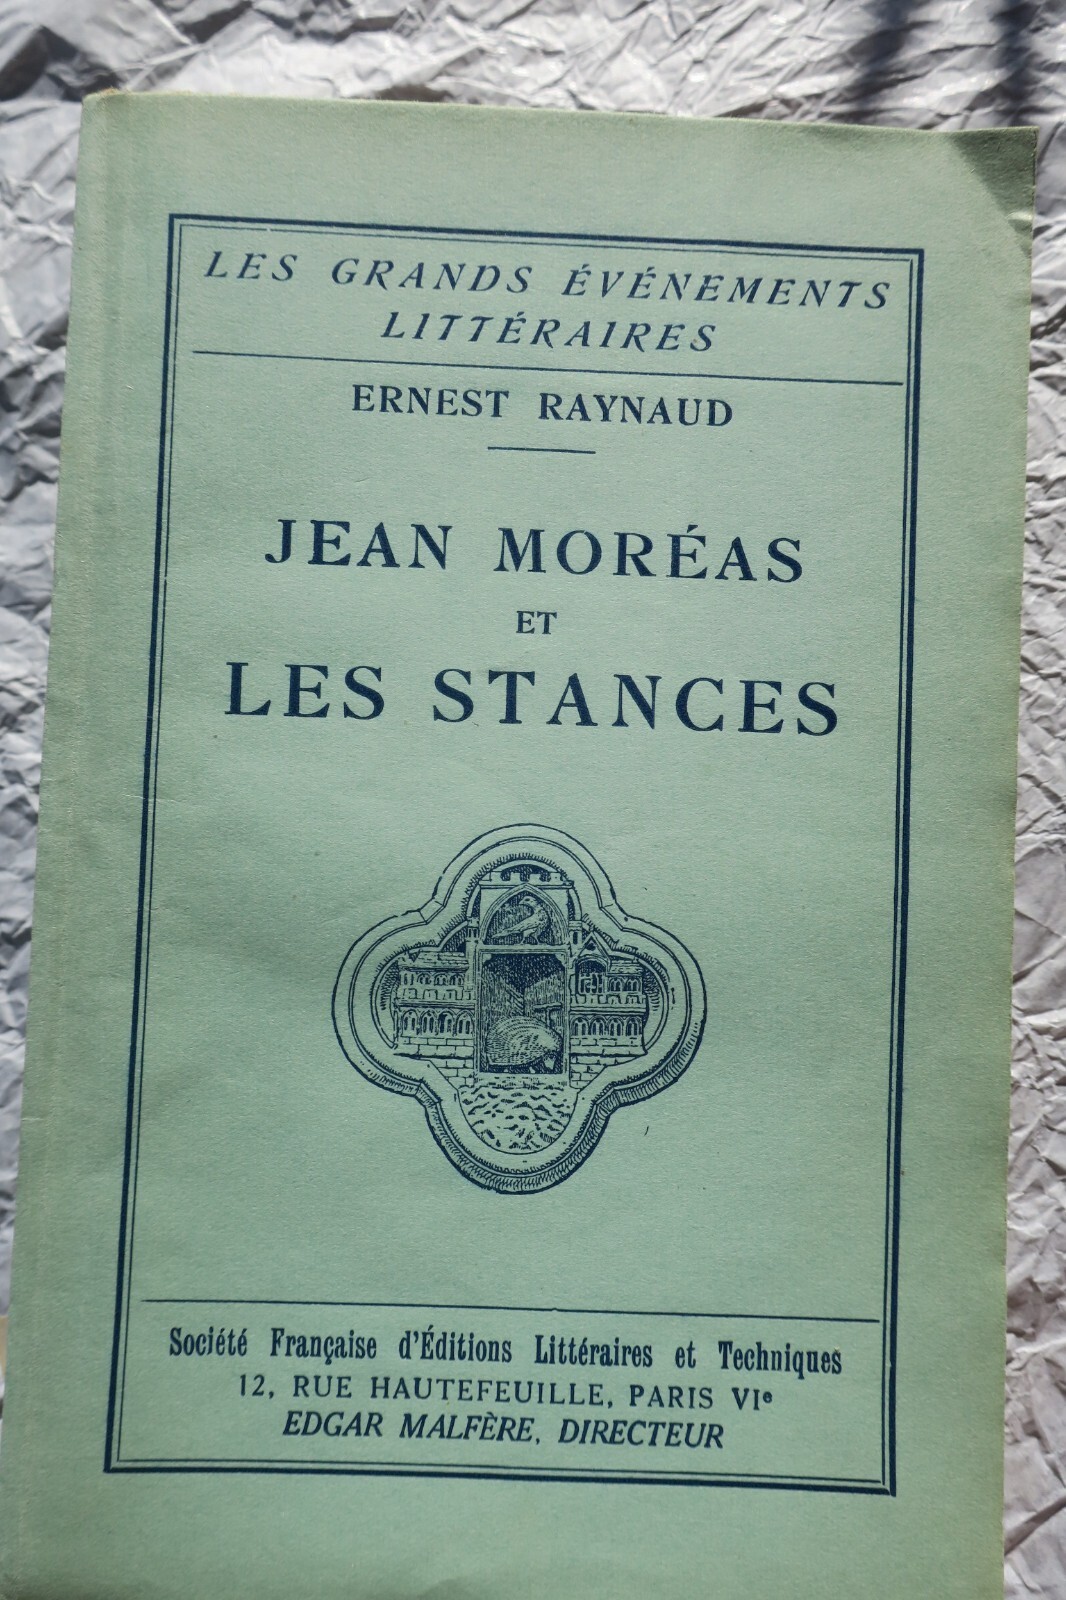 LES GRANDS ÉVÉNEMENTS
LITTÉRAIRES
ERNEST RAYNAUD
JEAN MORÉAS
ET
LES STANCES
Société Française d'Éditions Littéraires et Techniques
12, RUE HAUTEFEUILLE, PARIS VIᵉ
EDGAR MALFÈRE, DIRECTEUR